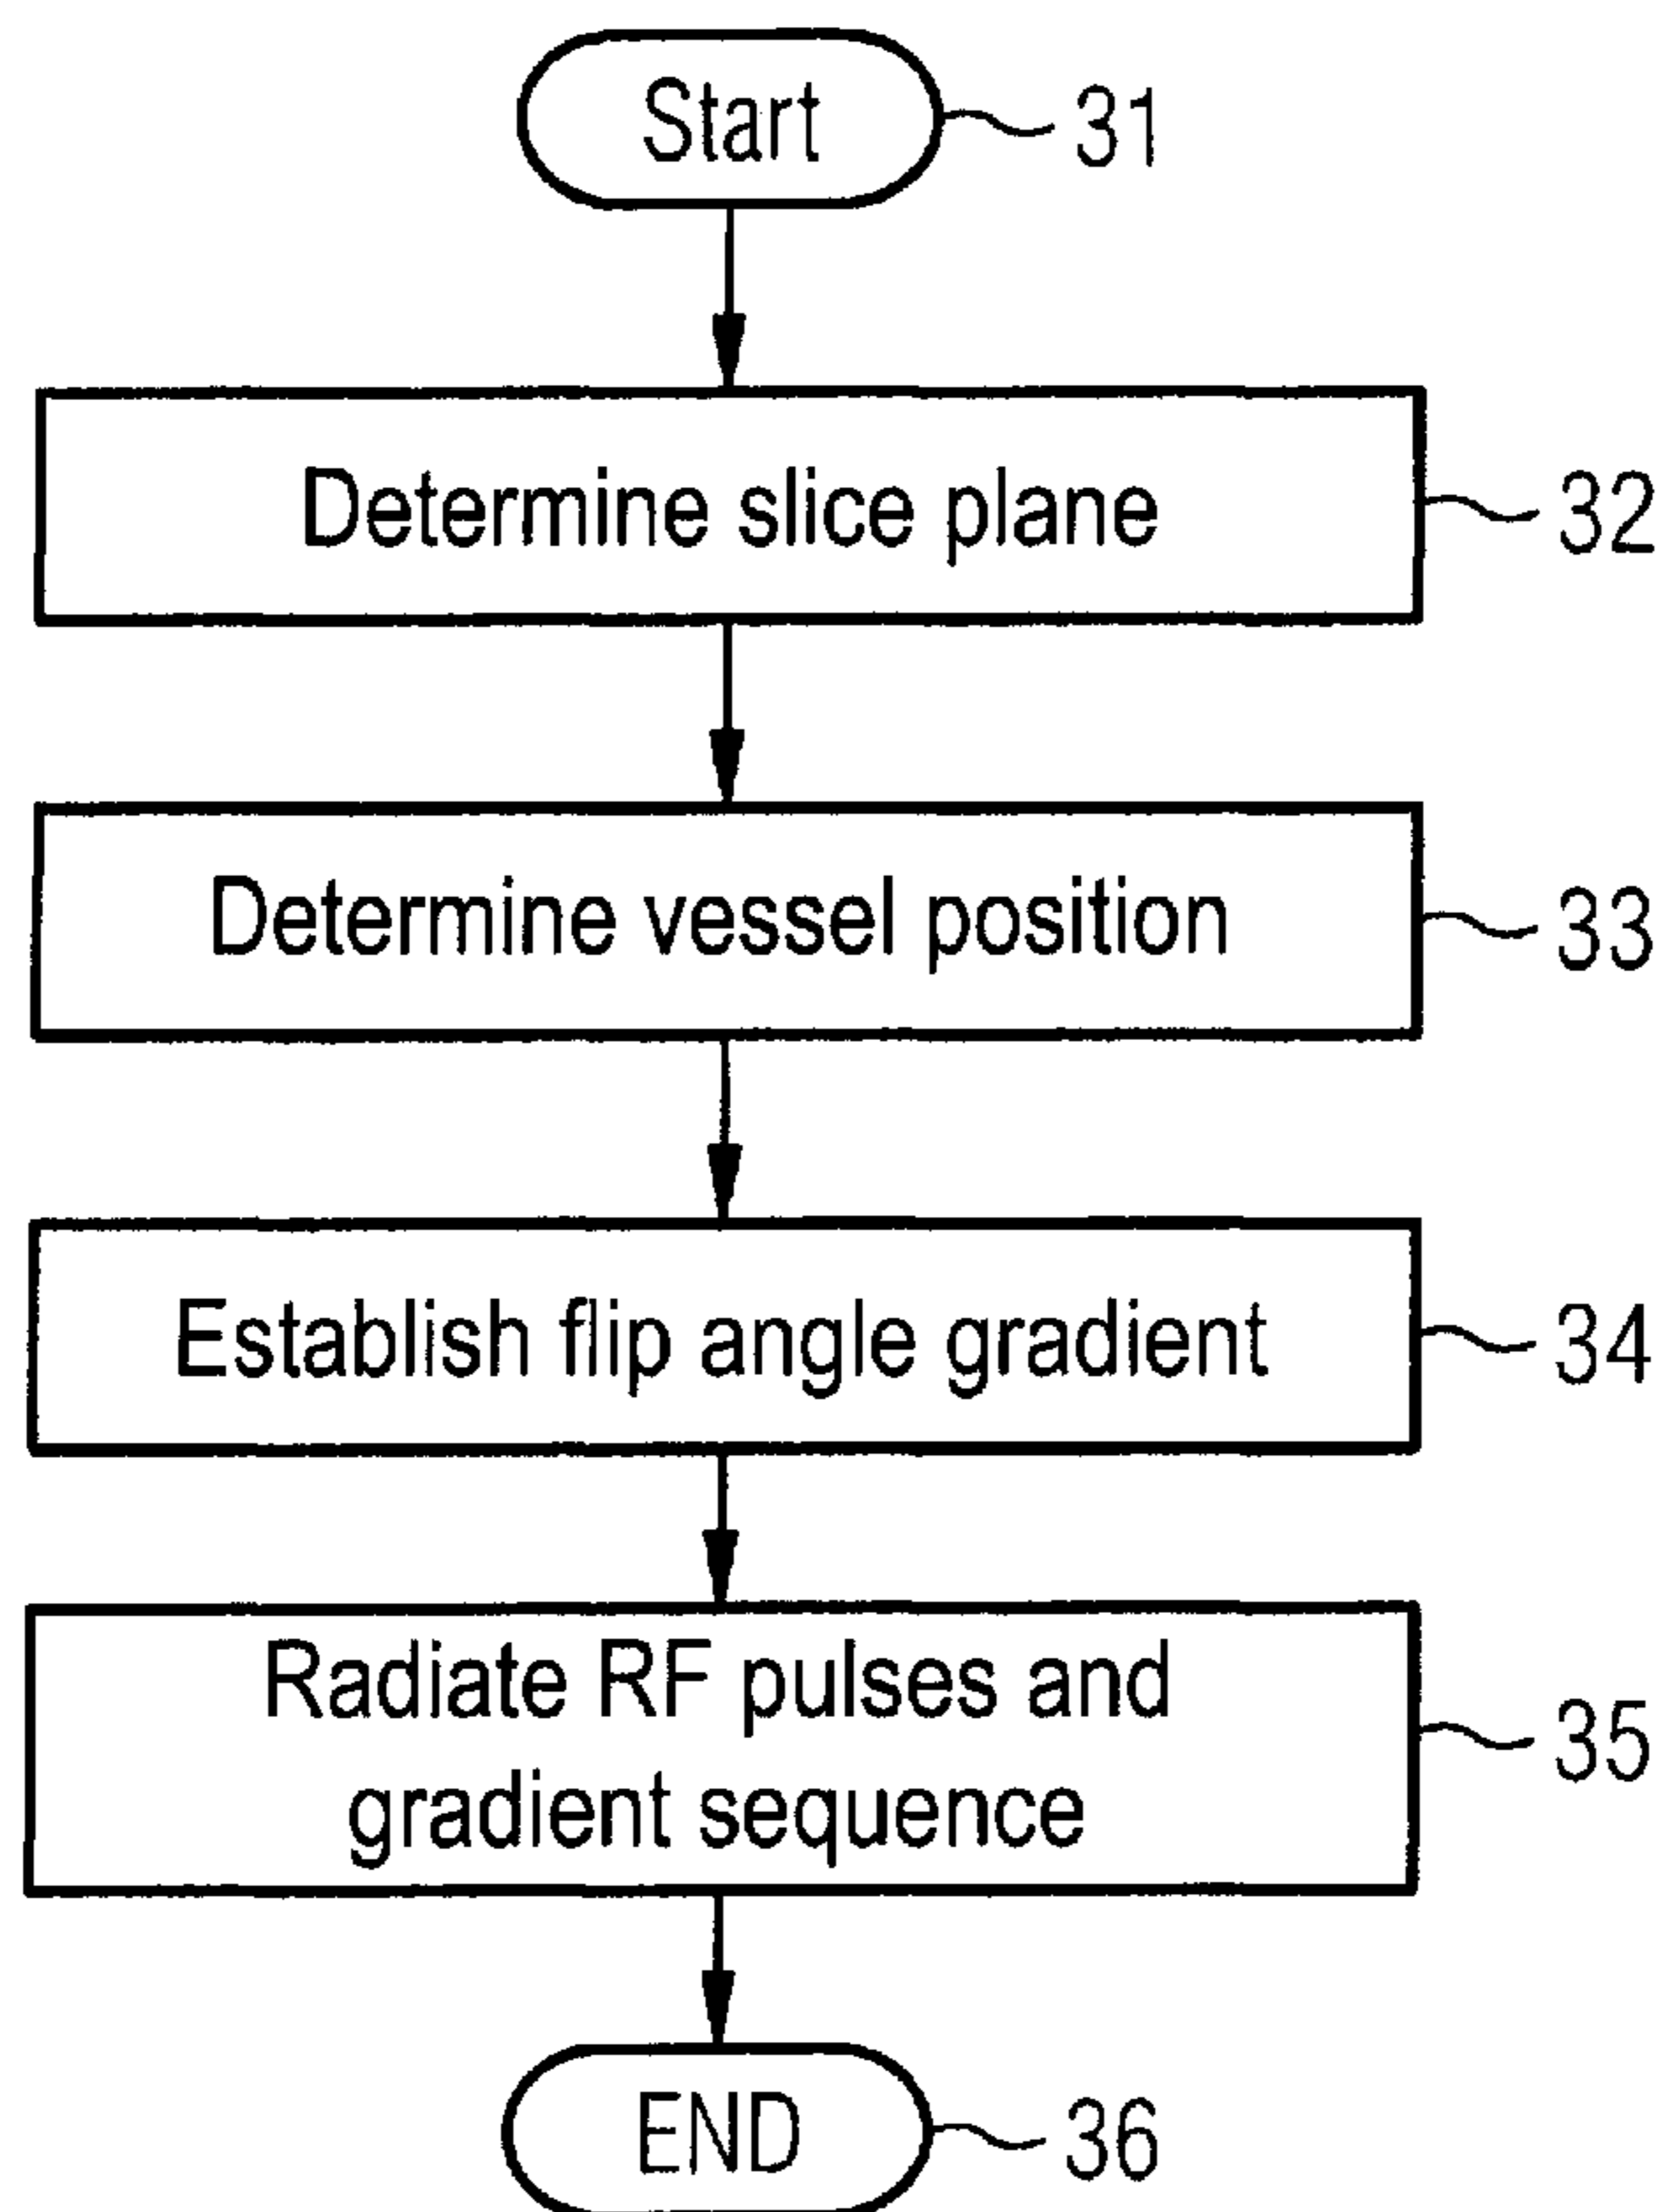 Start
31
Determine slice plane
32
Determine vessel position
33
Establish flip angle gradient
34
Radiate RF pulses and
gradient sequence
35
END
36